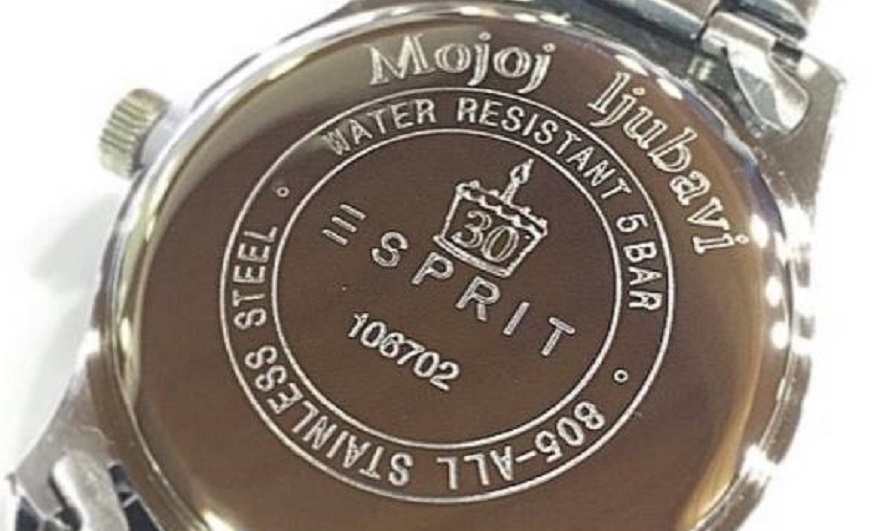 Mojoj ljubavi
WATER RESISTANT 5 BAR
805-ALL STAINLESS STEEL
30
ESPRIT
106702